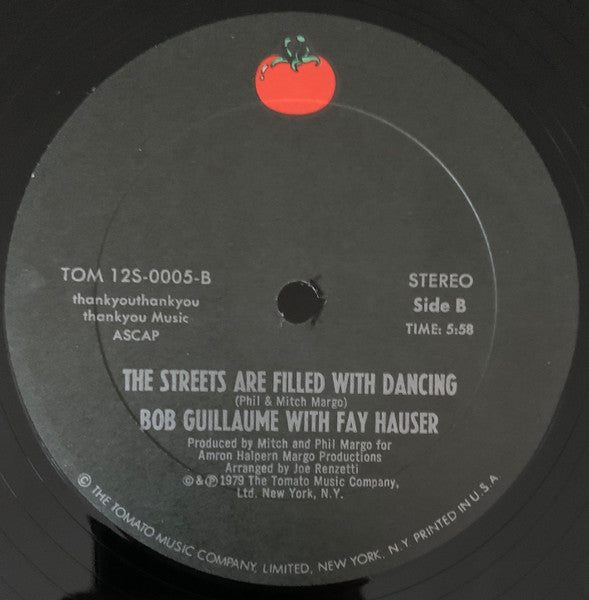 TOM 12S-0005-B
thankyouthankyou
thankyou Music
ASCAP
STEREO
Side B
TIME: 5:58
THE STREETS ARE FILLED WITH DANCING
(Phil & Mitch Margo)
BOB GUILLAUME WITH FAY HAUSER
Produced by Mitch and Phil Margo for
Amron Halpern Margo Productions
Arranged by Joe Renzetti
©&℗1979 The Tomato Music Company,
Ltd. New York, N.Y.
© THE TOMATO MUSIC COMPANY, LIMITED, NEW YORK. N.Y. PRINTED IN U.S.A